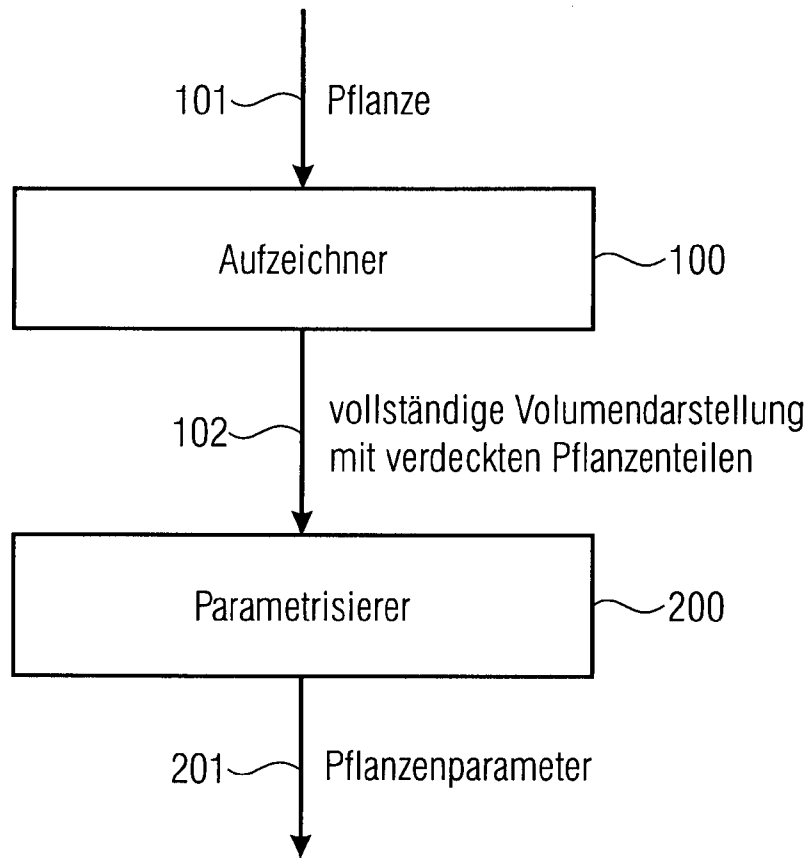 101 Pflanze
Aufzeichner 100
102 vollständige Volumendarstellung
mit verdeckten Pflanzenteilen
Parametrisierer 200
201 Pflanzenparameter